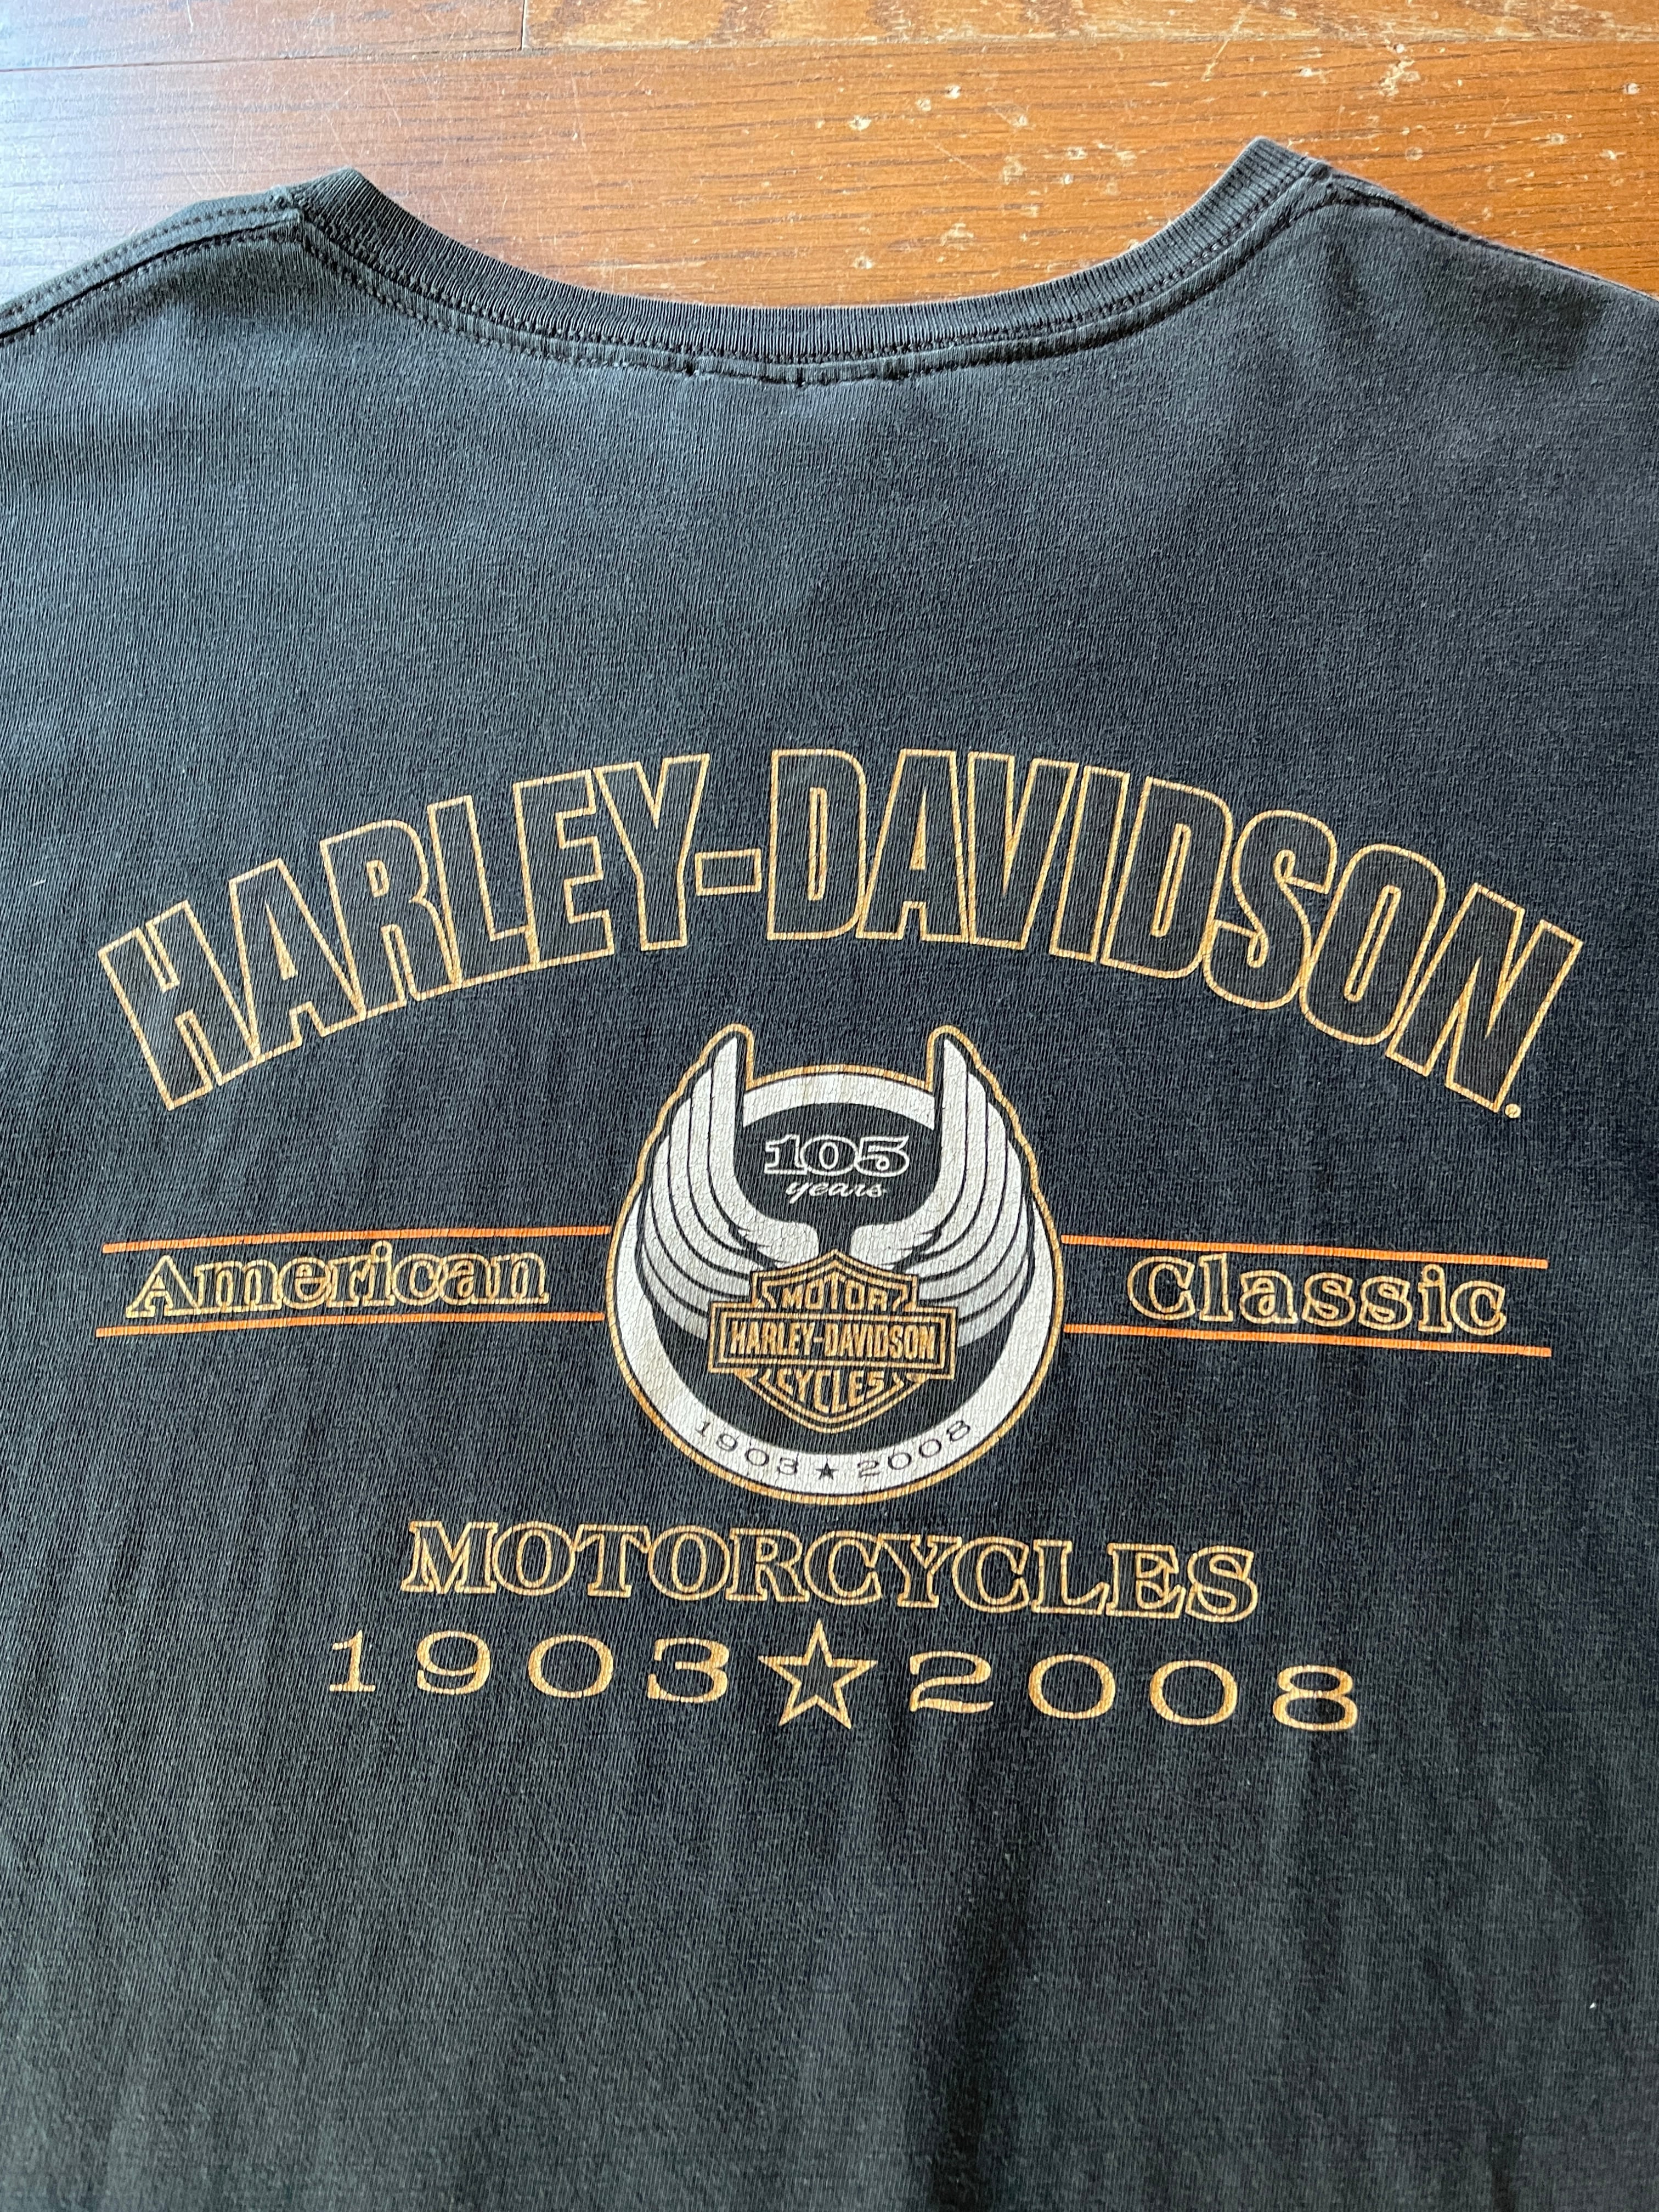 HARLEY-DAVIDSON.
105
years
American Classic
MOTOR
HARLEY-DAVIDSON
CYCLES
1903 ★ 2008
MOTORCYCLES
1903☆2008